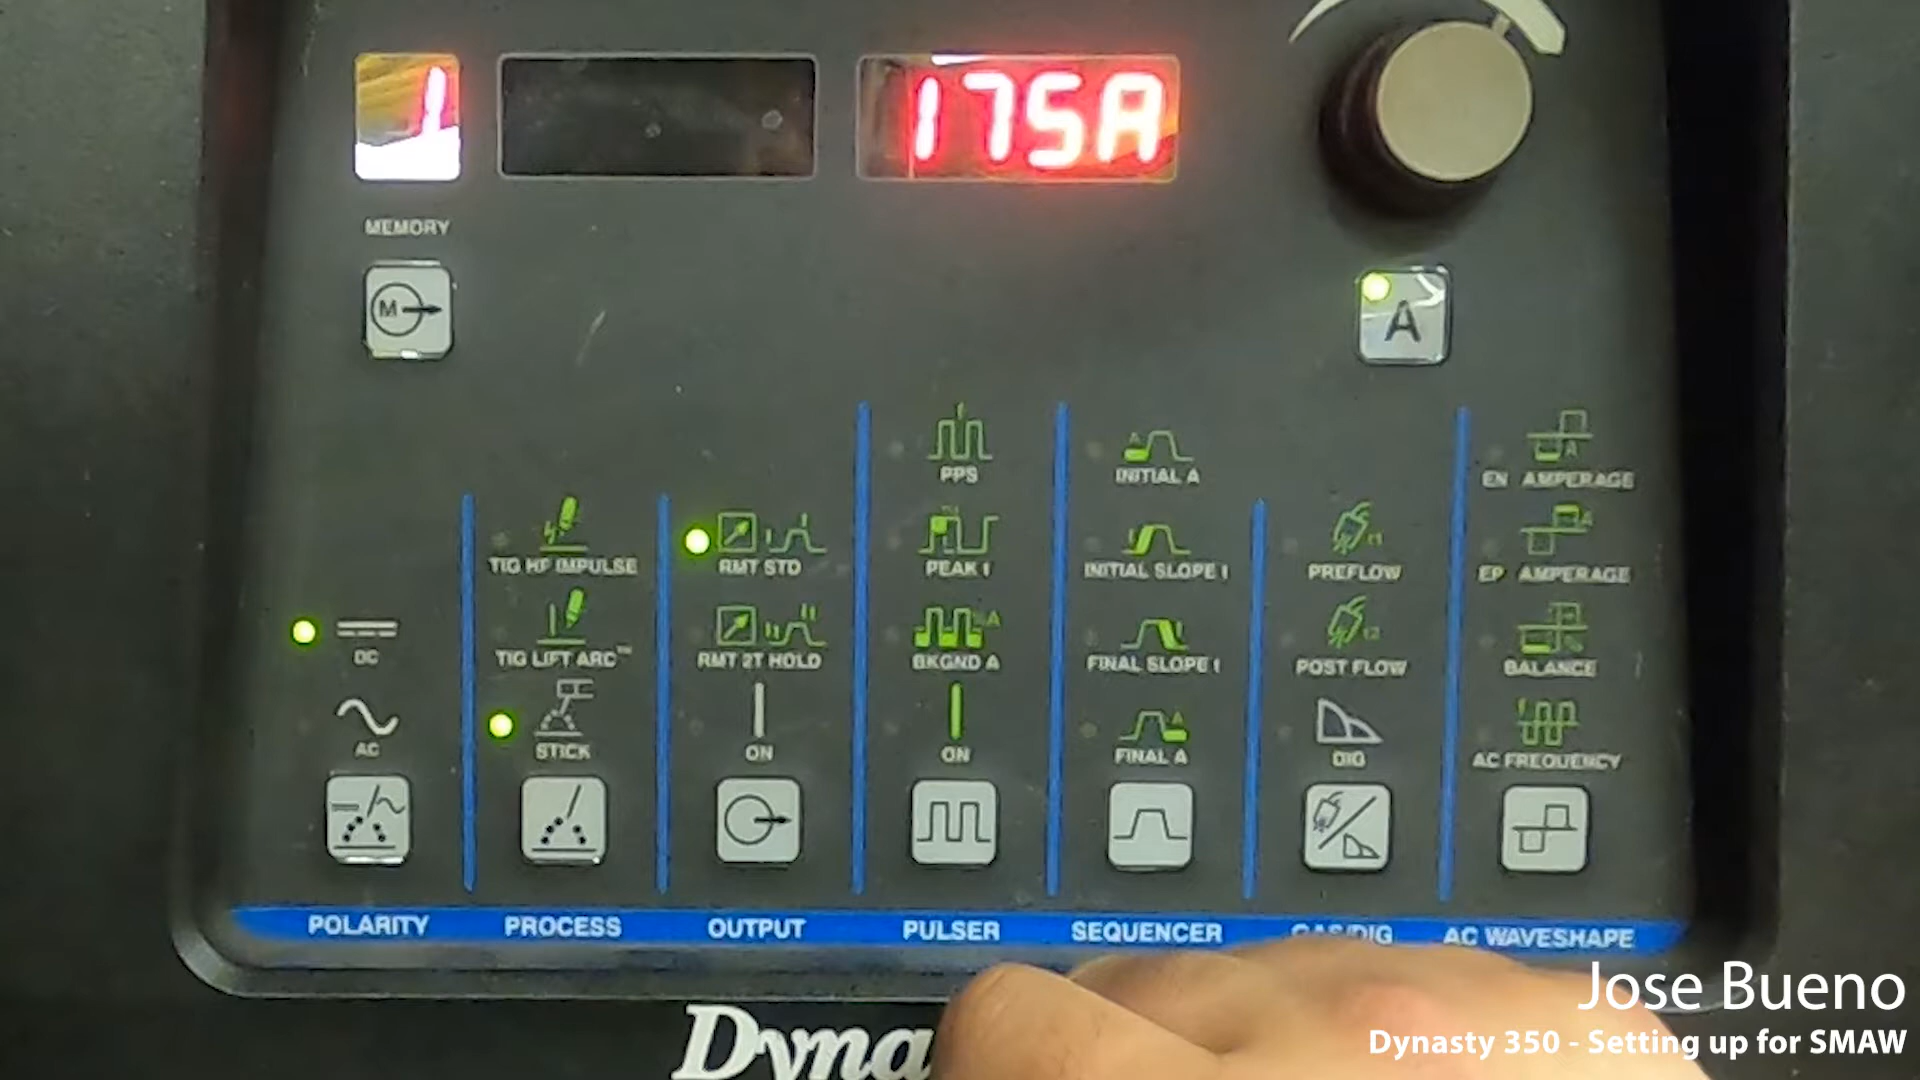 1
175A
MEMORY
M
A
PPS
INITIAL A
EN AMPERAGE
TIG HF IMPULSE
RMT STD
PEAK t
INITIAL SLOPE t
PREFLOW
EP AMPERAGE
DC
TIG LIFT ARC™
RMT 2T HOLD
BKGND A
FINAL SLOPE t
POST FLOW
BALANCE
AC
STICK
ON
ON
FINAL A
DIG
AC FREQUENCY
POLARITY
PROCESS
OUTPUT
PULSER
SEQUENCER
GAS/DIG
AC WAVESHAPE
Jose Bueno
Dyna
Dynasty 350 - Setting up for SMAW